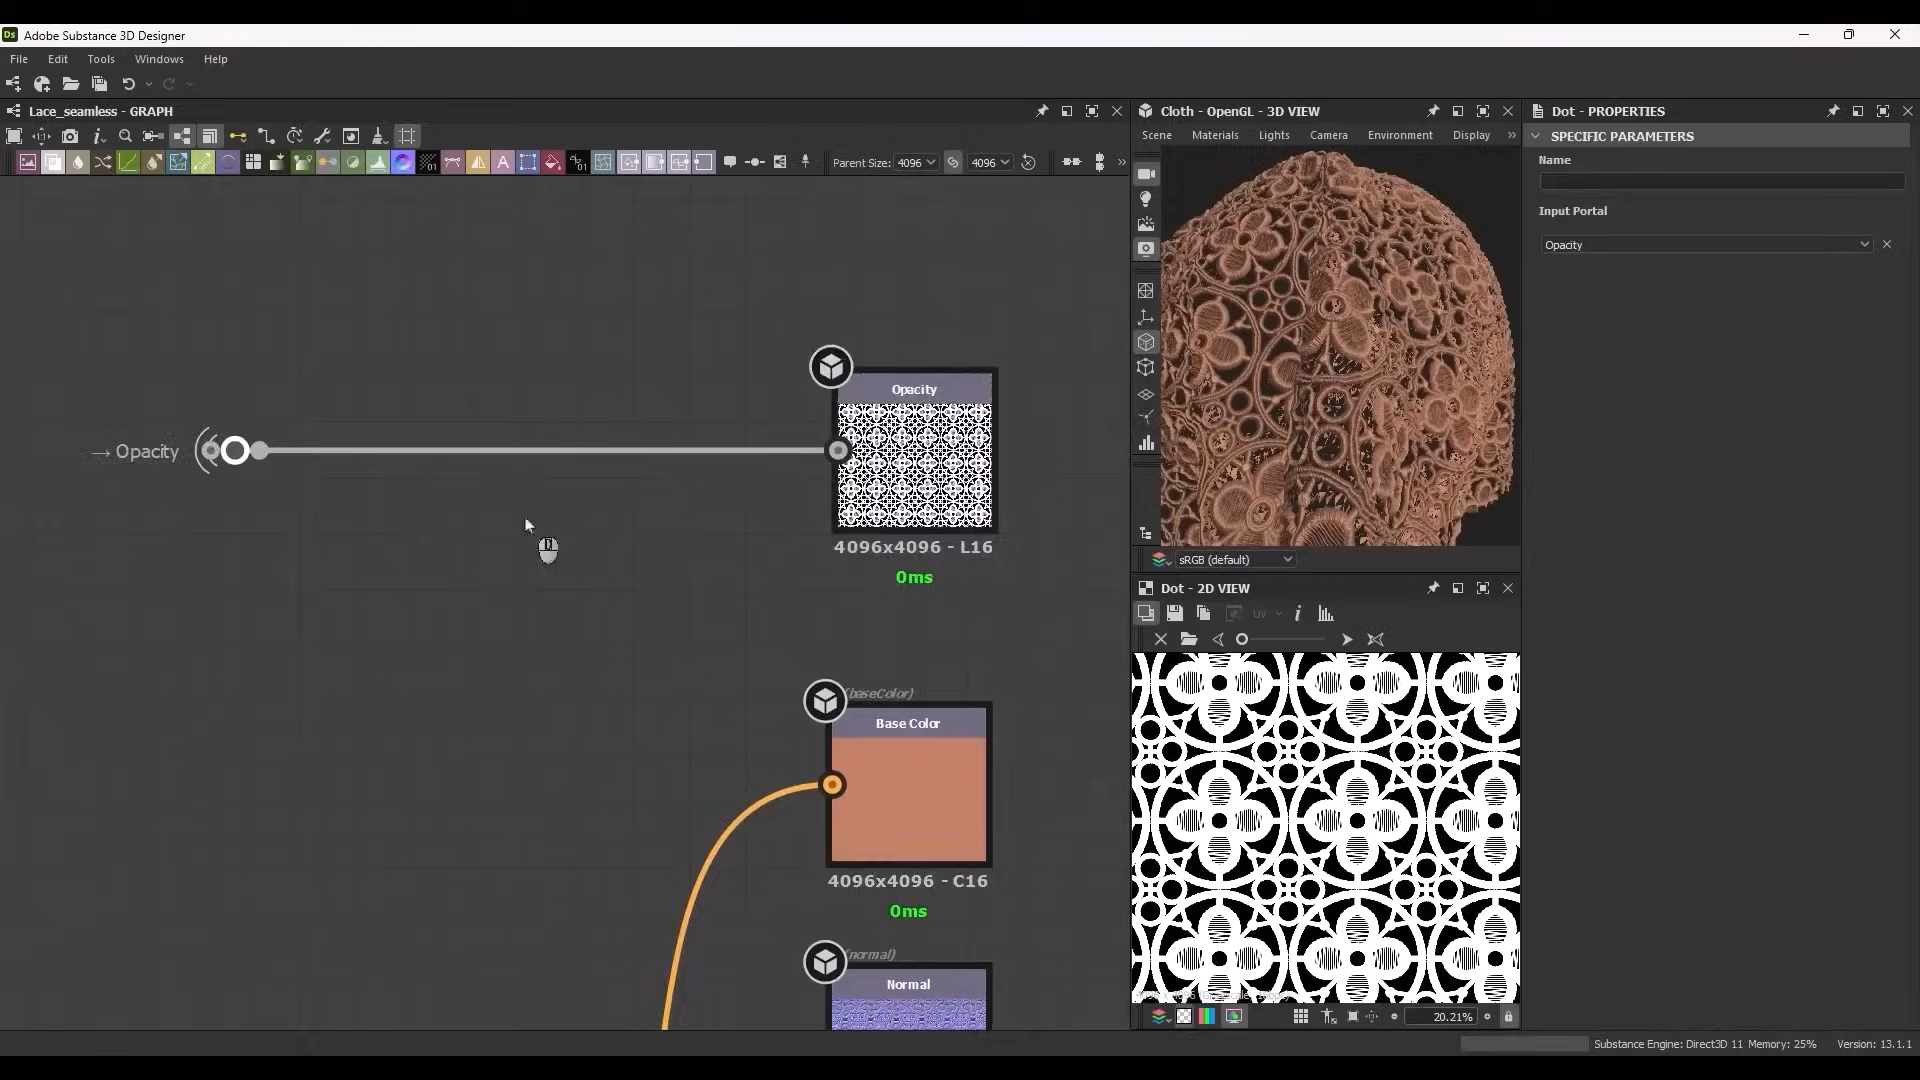 Ds Adobe Substance 3D Designer
File Edit Tools Windows Help
Lace_seamless - GRAPH
Parent Size: 4096 4096
→ Opacity
Opacity
4096x4096 - L16
0ms
(baseColor)
Base Color
4096x4096 - C16
0ms
(normal)
Normal
Cloth - OpenGL - 3D VIEW
Scene Materials Lights Camera Environment Display »
sRGB (default)
Dot - 2D VIEW
UV
20.21%
Dot - PROPERTIES
SPECIFIC PARAMETERS
Name
Input Portal
Opacity
Substance Engine: Direct3D 11 Memory: 25% Version: 13.1.1